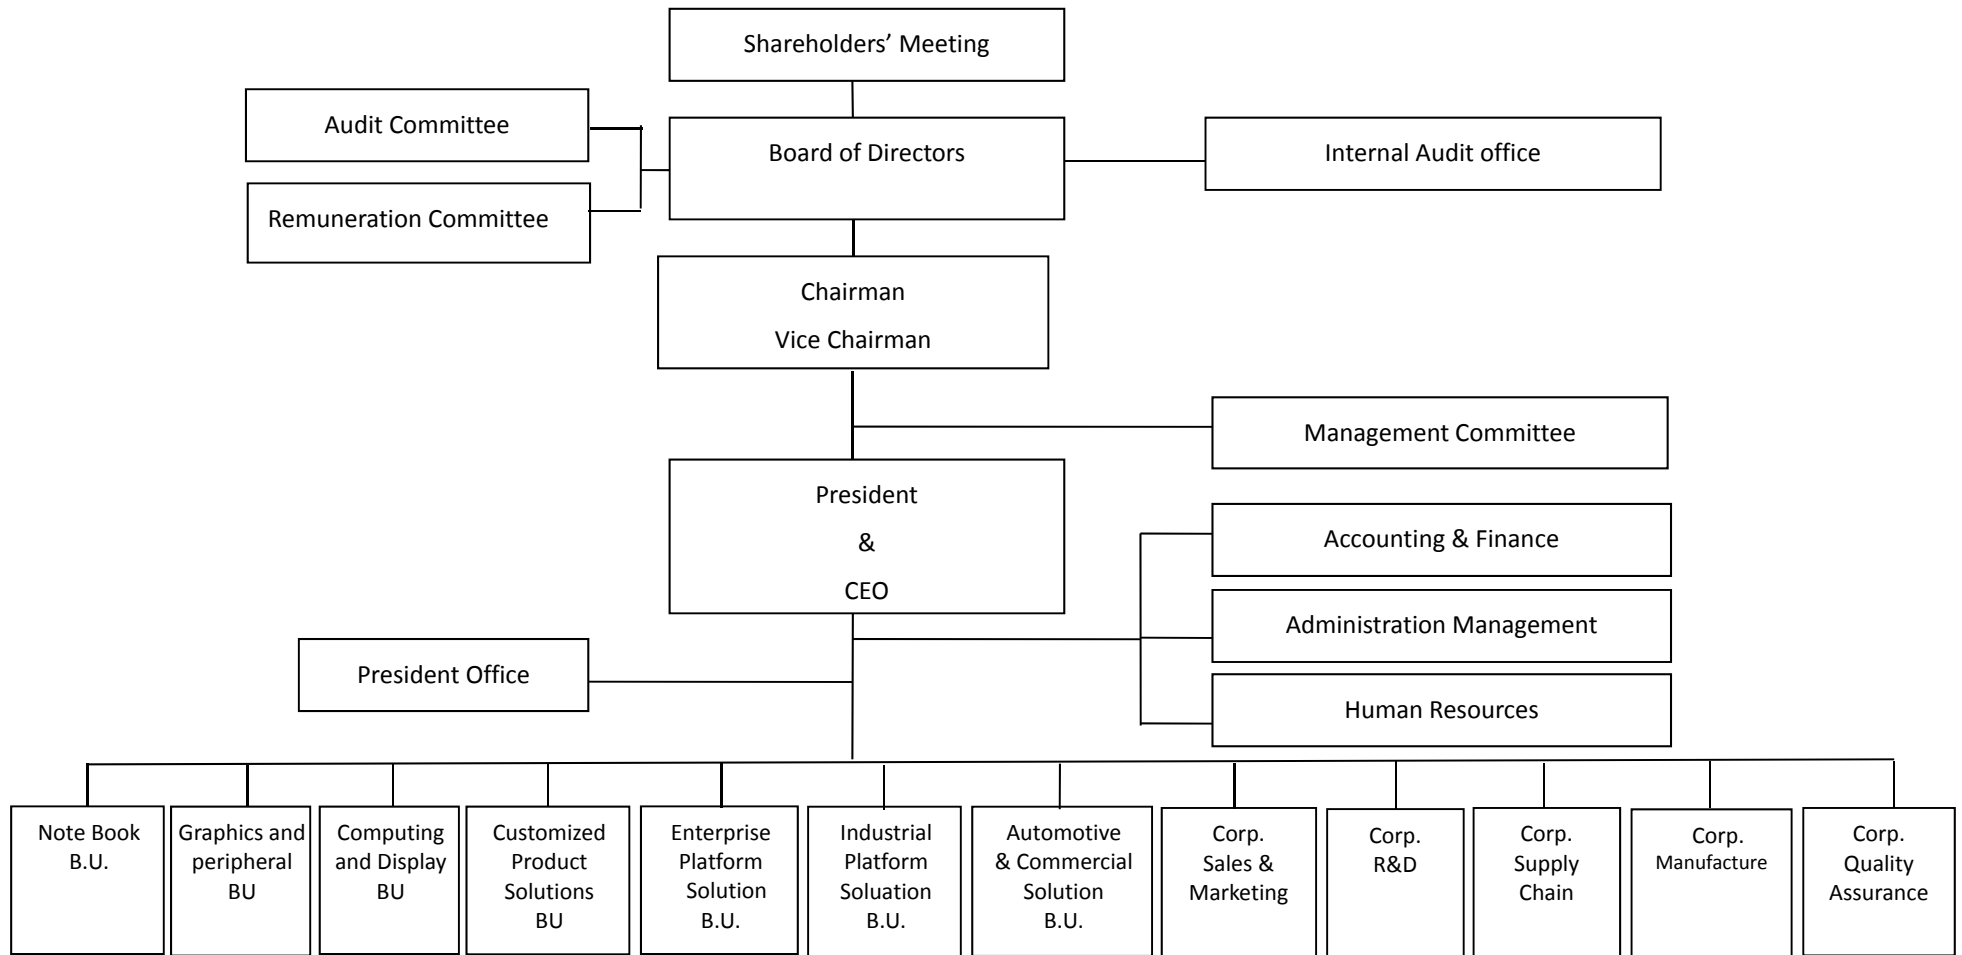 Shareholders’ Meeting
Audit Committee
Board of Directors
Internal Audit office
Remuneration Committee
Chairman
Vice Chairman
Management Committee
President
&
CEO
Accounting & Finance
Administration Management
President Office
Human Resources
Note Book
B.U.
Graphics and
peripheral
BU
Computing
and Display
BU
Customized
Product
Solutions
BU
Enterprise
Platform
Solution
B.U.
Industrial
Platform
Soluation
B.U.
Automotive
& Commercial
Solution
B.U.
Corp.
Sales &
Marketing
Corp.
R&D
Corp.
Supply
Chain
Corp.
Manufacture
Corp.
Quality
Assurance